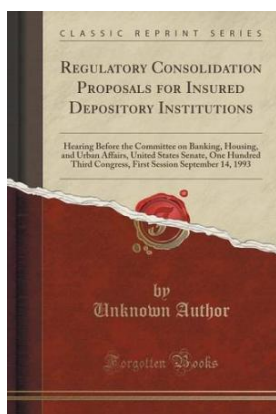 CLASSIC REPRINT SERIES
REGULATORY CONSOLIDATION
PROPOSALS FOR INSURED
DEPOSITORY INSTITUTIONS
Hearing Before the Committee on Banking, Housing,
and Urban Affairs, United States Senate, One Hundred
Third Congress, First Session September 14, 1993
by
Unknown Author
Forgotten Books